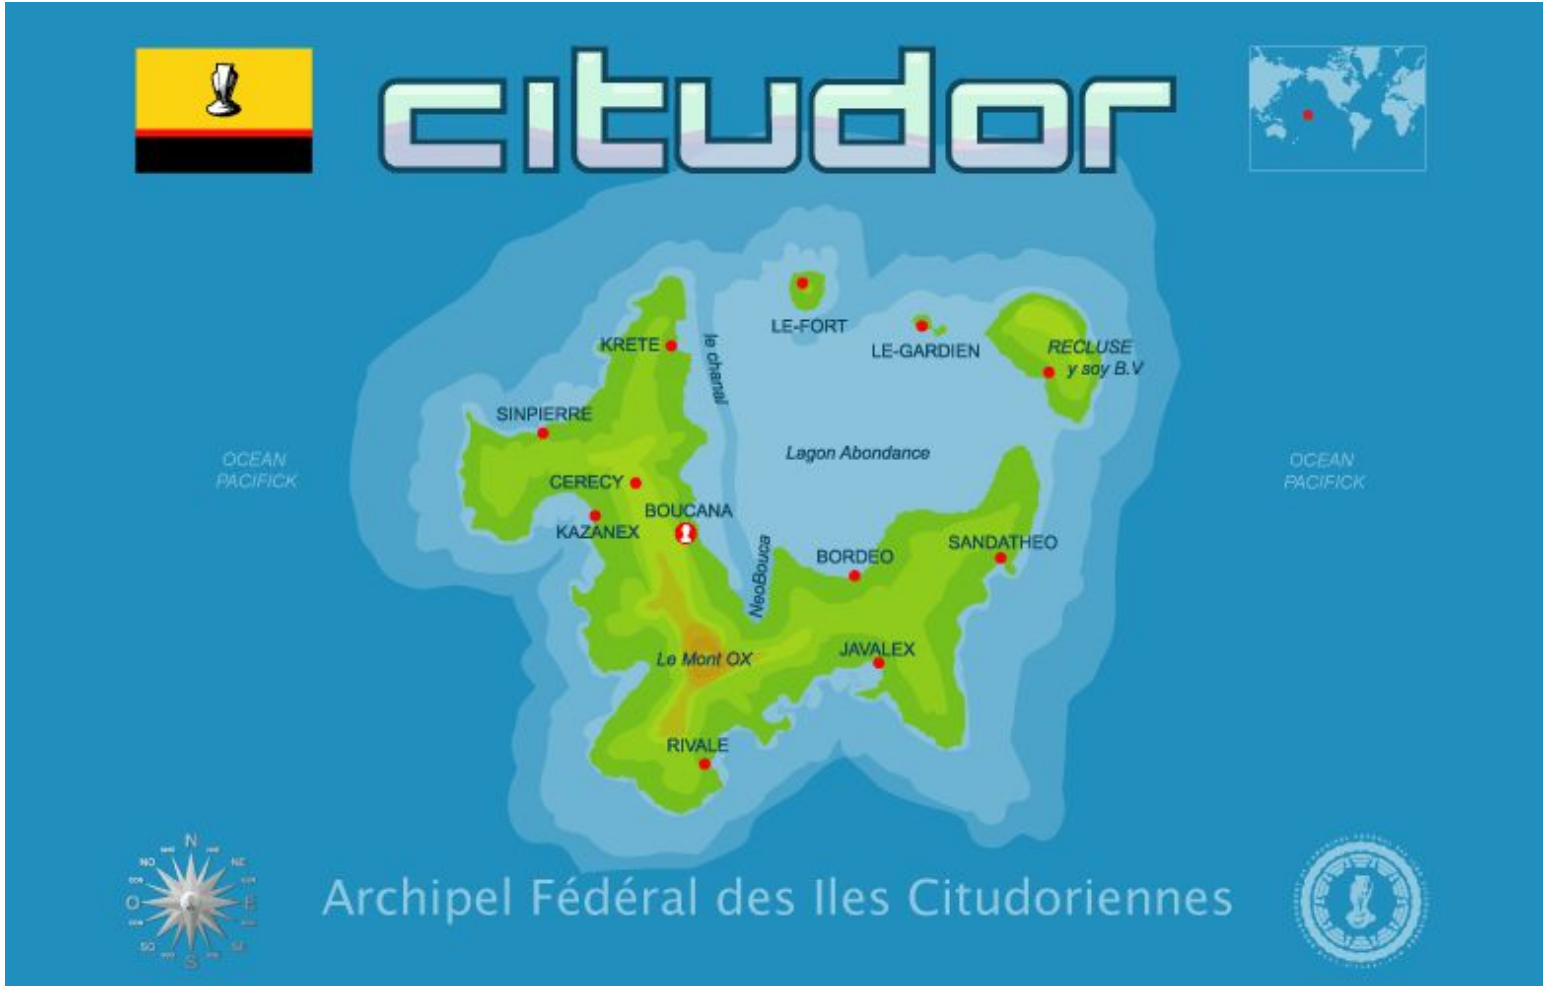 citudor
LE-FORT
KRETE
le chanal
LE-GARDIEN
RECLUSE
y soy B.V
SINPIERRE
Lagon Abondance
OCEAN
PACIFICK
OCEAN
PACIFICK
CERECY
BOUCANA
KAZANEX
NeoBouca
BORDEO
SANDATHEO
Le Mont OX
JAVALEX
RIVALE
N
NO
NE
O
E
SO
SE
S
Archipel Fédéral des Iles Citudoriennes